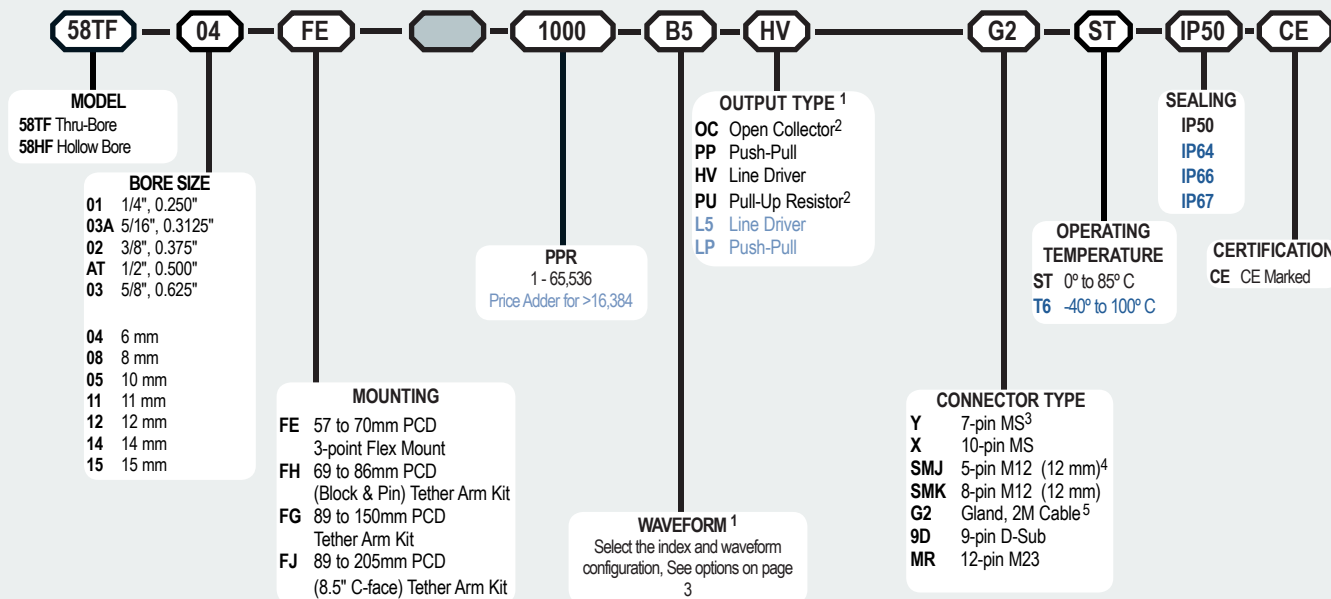 58TF 04 FE 1000 B5 HV G2 ST IP50 CE
MODEL
58TF Thru-Bore
58HF Hollow Bore
BORE SIZE
01 1/4", 0.250"
03A 5/16", 0.3125"
02 3/8", 0.375"
AT 1/2", 0.500"
03 5/8", 0.625"
04 6 mm
08 8 mm
05 10 mm
11 11 mm
12 12 mm
14 14 mm
15 15 mm
MOUNTING
FE 57 to 70mm PCD
3-point Flex Mount
FH 69 to 86mm PCD
(Block & Pin) Tether Arm Kit
FG 89 to 150mm PCD
Tether Arm Kit
FJ 89 to 205mm PCD
(8.5" C-face) Tether Arm Kit
PPR
1 - 65,536
Price Adder for >16,384
WAVEFORM 1
Select the index and waveform
configuration, See options on page
3
OUTPUT TYPE 1
OC Open Collector2
PP Push-Pull
HV Line Driver
PU Pull-Up Resistor2
L5 Line Driver
LP Push-Pull
CONNECTOR TYPE
Y 7-pin MS3
X 10-pin MS
SMJ 5-pin M12 (12 mm)4
SMK 8-pin M12 (12 mm)
G2 Gland, 2M Cable5
9D 9-pin D-Sub
MR 12-pin M23
OPERATING
TEMPERATURE
ST 0º to 85º C
T6 -40º to 100º C
SEALING
IP50
IP64
IP66
IP67
CERTIFICATION
CE CE Marked